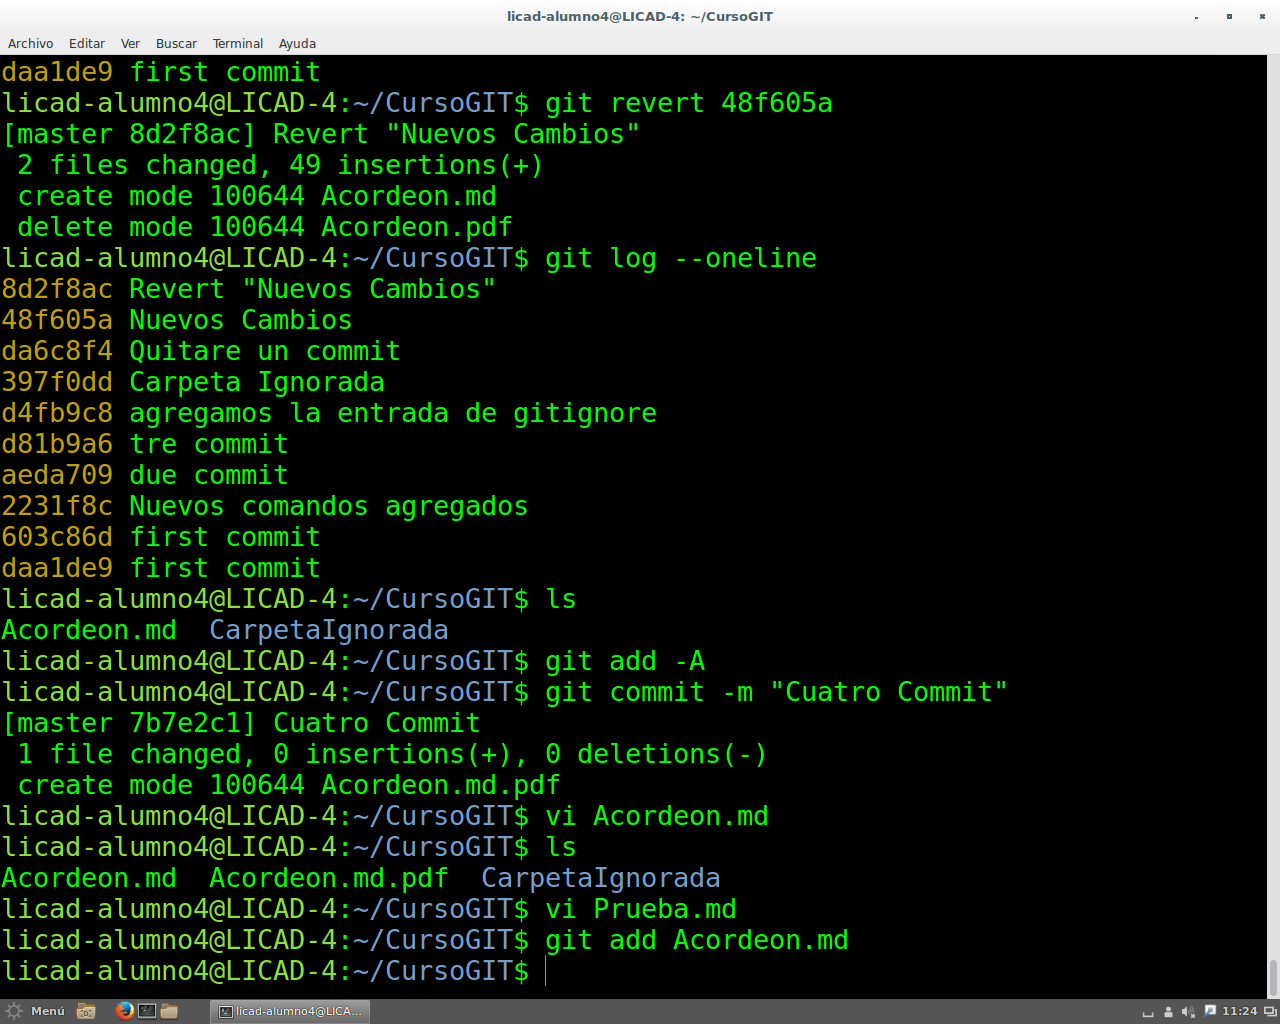 licad-alumno4@LICAD-4: ~/CursoGIT
Archivo Editar Ver Buscar Terminal Ayuda
daa1de9 first commit
licad-alumno4@LICAD-4:~/CursoGIT$ git revert 48f605a
[master 8d2f8ac] Revert "Nuevos Cambios"
 2 files changed, 49 insertions(+)
 create mode 100644 Acordeon.md
 delete mode 100644 Acordeon.pdf
licad-alumno4@LICAD-4:~/CursoGIT$ git log --oneline
8d2f8ac Revert "Nuevos Cambios"
48f605a Nuevos Cambios
da6c8f4 Quitare un commit
397f0dd Carpeta Ignorada
d4fb9c8 agregamos la entrada de gitignore
d81b9a6 tre commit
aeda709 due commit
2231f8c Nuevos comandos agregados
603c86d first commit
daa1de9 first commit
licad-alumno4@LICAD-4:~/CursoGIT$ ls
Acordeon.md  CarpetaIgnorada
licad-alumno4@LICAD-4:~/CursoGIT$ git add -A
licad-alumno4@LICAD-4:~/CursoGIT$ git commit -m "Cuatro Commit"
[master 7b7e2c1] Cuatro Commit
 1 file changed, 0 insertions(+), 0 deletions(-)
 create mode 100644 Acordeon.md.pdf
licad-alumno4@LICAD-4:~/CursoGIT$ vi Acordeon.md
licad-alumno4@LICAD-4:~/CursoGIT$ ls
Acordeon.md  Acordeon.md.pdf  CarpetaIgnorada
licad-alumno4@LICAD-4:~/CursoGIT$ vi Prueba.md
licad-alumno4@LICAD-4:~/CursoGIT$ git add Acordeon.md
licad-alumno4@LICAD-4:~/CursoGIT$
Menú licad-alumno4@LICA... 11:24